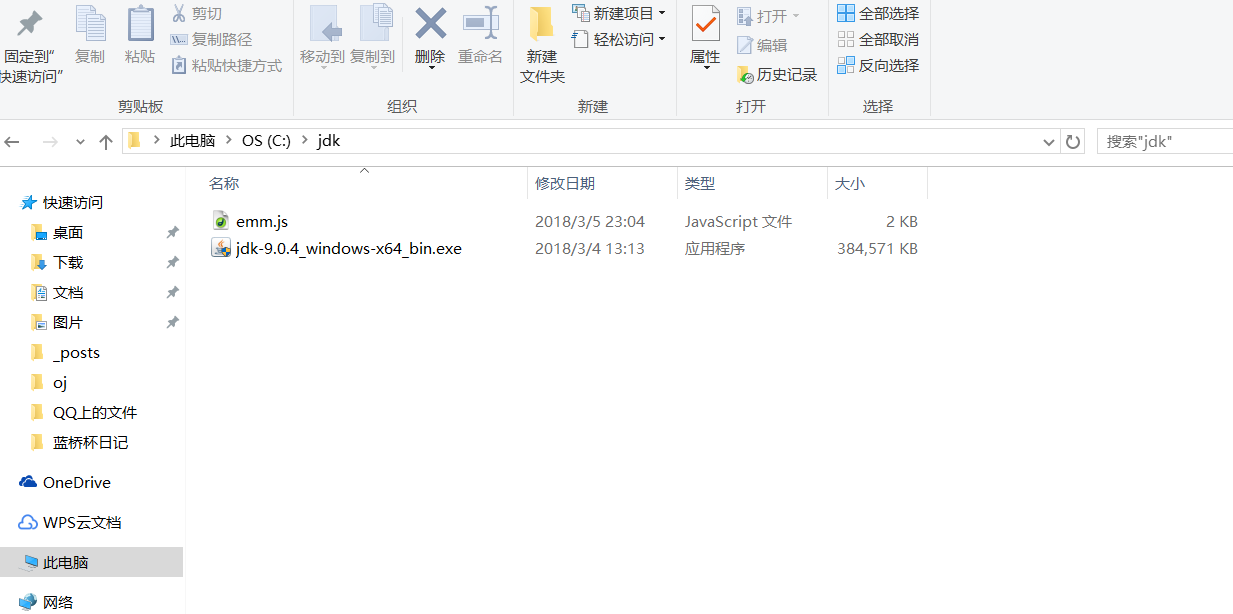 固定到"
快速访问"
复制
粘贴
剪切
复制路径
粘贴快捷方式
剪贴板
移动到
复制到
删除
重命名
组织
新建
文件夹
新建项目
轻松访问
新建
属性
打开
编辑
历史记录
打开
全部选择
全部取消
反向选择
选择
此电脑 OS (C:) jdk
搜索"jdk"
名称 修改日期 类型 大小
emm.js 2018/3/5 23:04 JavaScript 文件 2 KB
jdk-9.0.4_windows-x64_bin.exe 2018/3/4 13:13 应用程序 384,571 KB
快速访问
桌面
下载
文档
图片
_posts
oj
QQ上的文件
蓝桥杯日记
OneDrive
WPS云文档
此电脑
网络